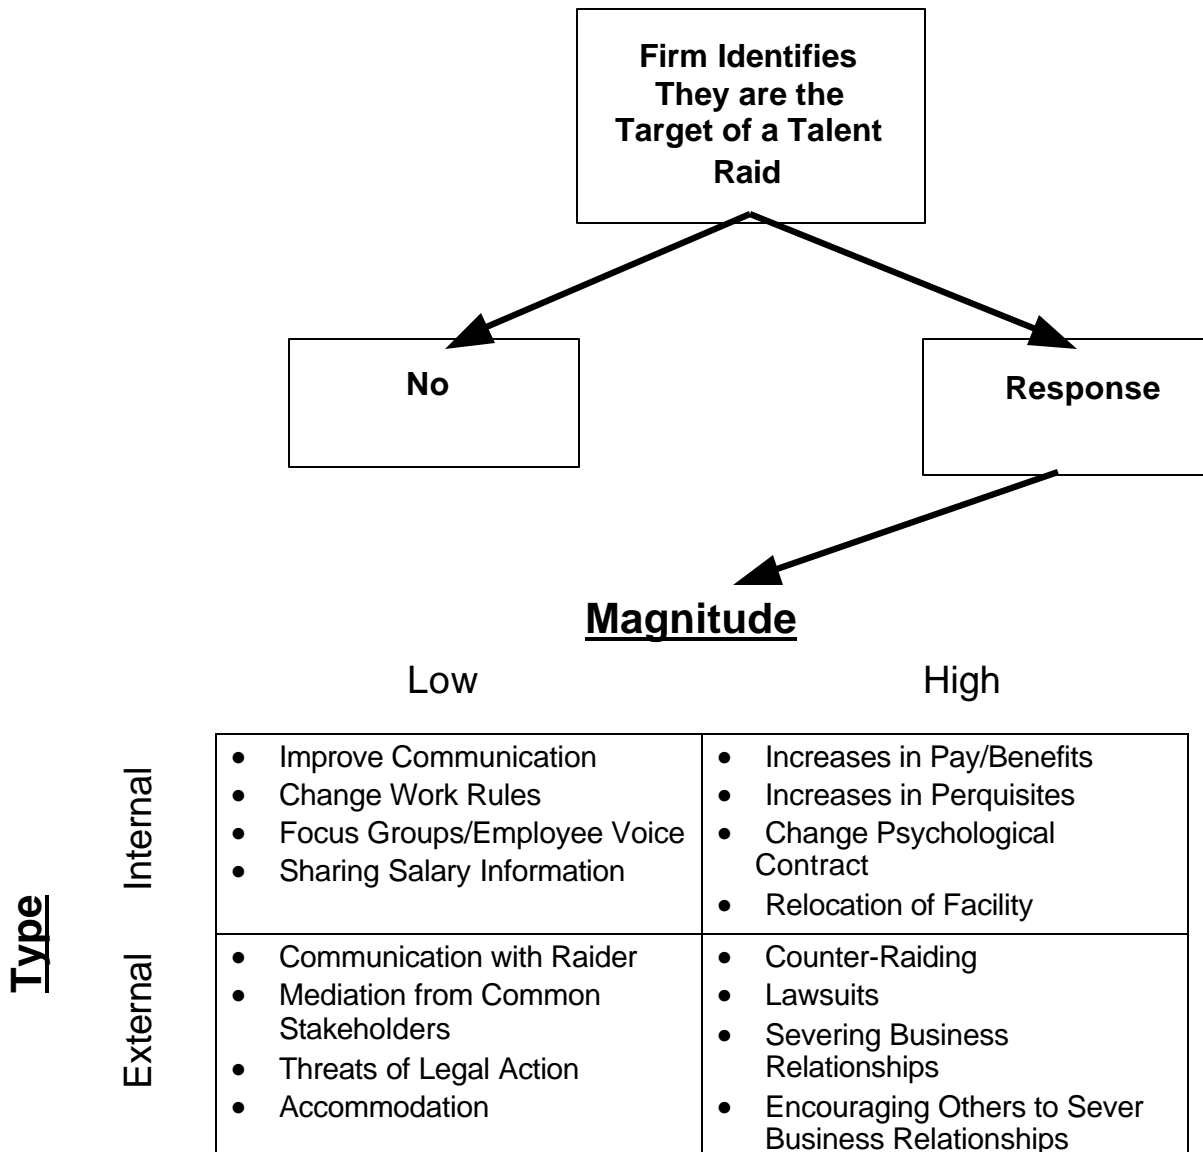 Firm Identifies
They are the
Target of a Talent
Raid
No
Response
Magnitude
Low
High
Type
Internal
• Improve Communication
• Change Work Rules
• Focus Groups/Employee Voice
• Sharing Salary Information
• Increases in Pay/Benefits
• Increases in Perquisites
• Change Psychological
Contract
• Relocation of Facility
External
• Communication with Raider
• Mediation from Common
Stakeholders
• Threats of Legal Action
• Accommodation
• Counter-Raiding
• Lawsuits
• Severing Business
Relationships
• Encouraging Others to Sever
Business Relationships